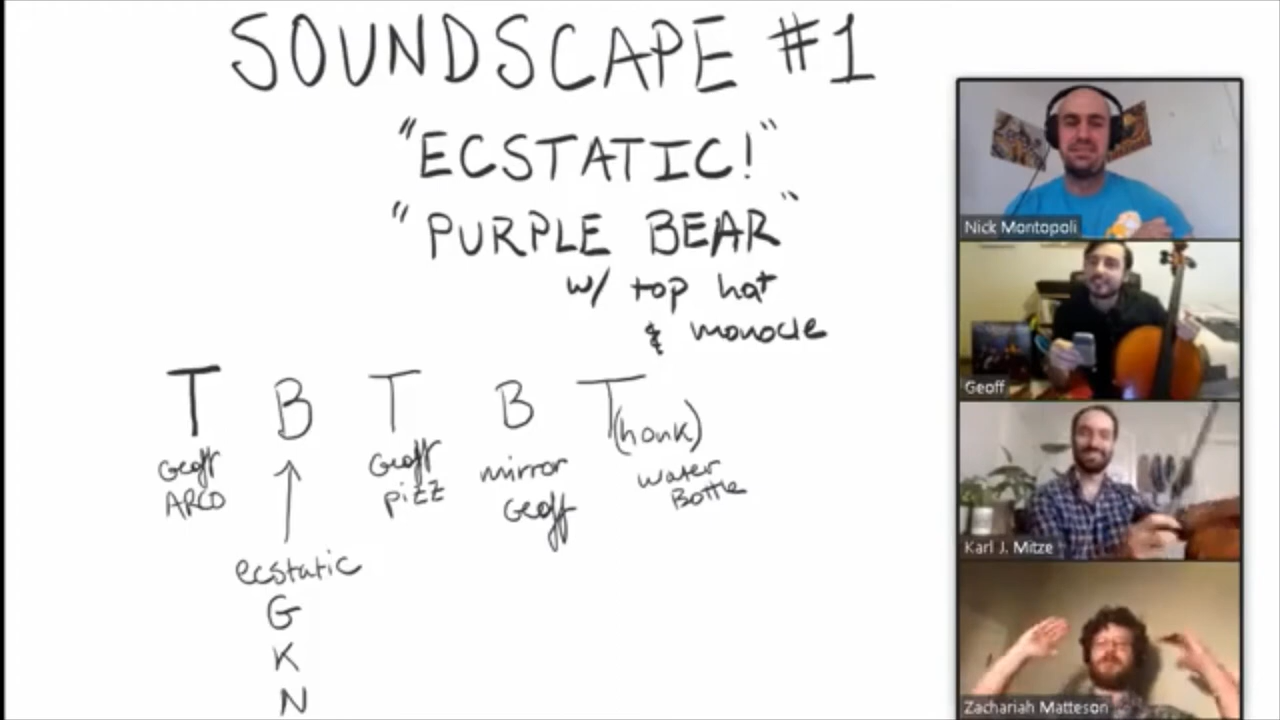 SOUNDSCAPE #1
"ECSTATIC!"
"PURPLE BEAR"
w/ top hat
& monocle
T B T B T(honk)
Geoff ARCO
Geoff pizz
mirror Geoff
water Bottle
ecstatic
G
K
N
Nick Montopoli
Geoff
Karl J. Mitze
Zachariah Matteson